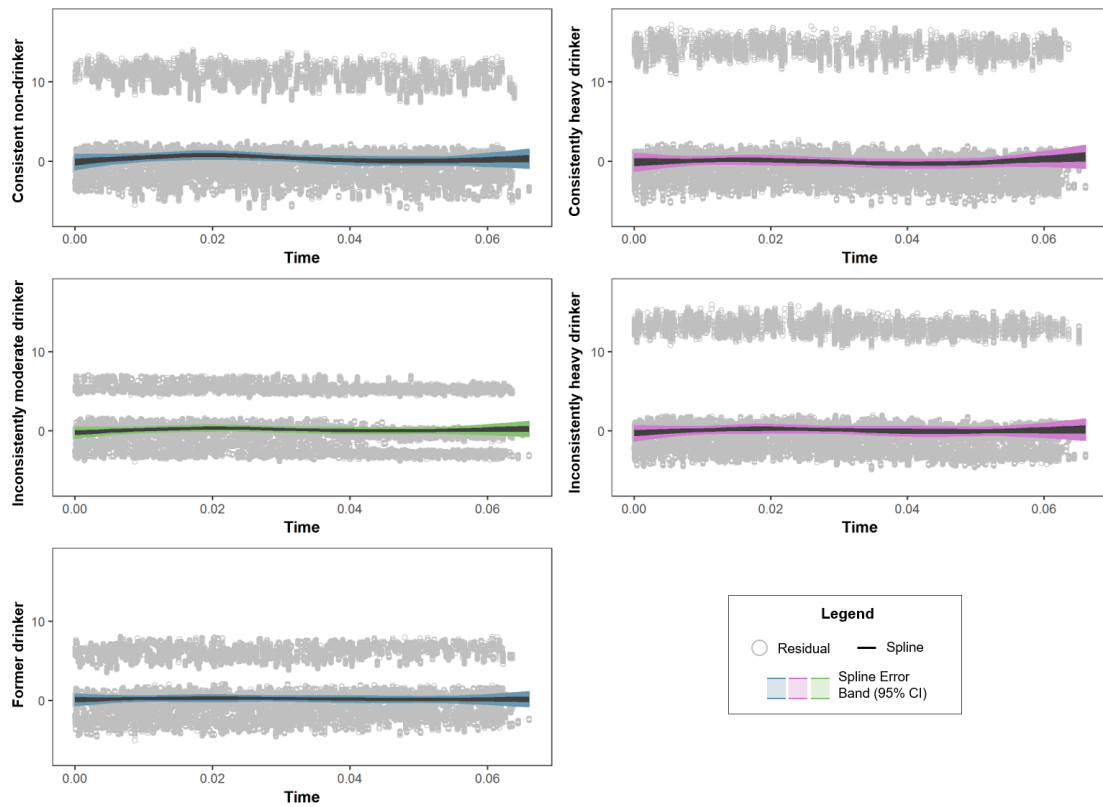 Consistent non-drinker
10
0
0.00 0.02 0.04 0.06
Time
Consistently heavy drinker
10
0
0.00 0.02 0.04 0.06
Time
Inconsistently moderate drinker
10
0
0.00 0.02 0.04 0.06
Time
Inconsistently heavy drinker
10
0
0.00 0.02 0.04 0.06
Time
Former drinker
10
0
0.00 0.02 0.04 0.06
Time
Legend
Residual Spline
Spline Error
Band (95% CI)